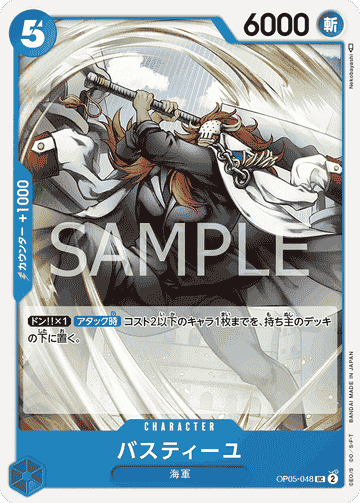 5
6000
斬
Nekobayashi
カウンター +1000
SAMPLE
ドン!!×1 アタック時 コスト2以下のキャラ1枚までを、持ち主のデッキ
の下に置く。
CHARACTER
バスティーユ
海軍
OP05-048 UC 2
©E.O/S. ©O./S.・F・T BANDAI MADE IN JAPAN